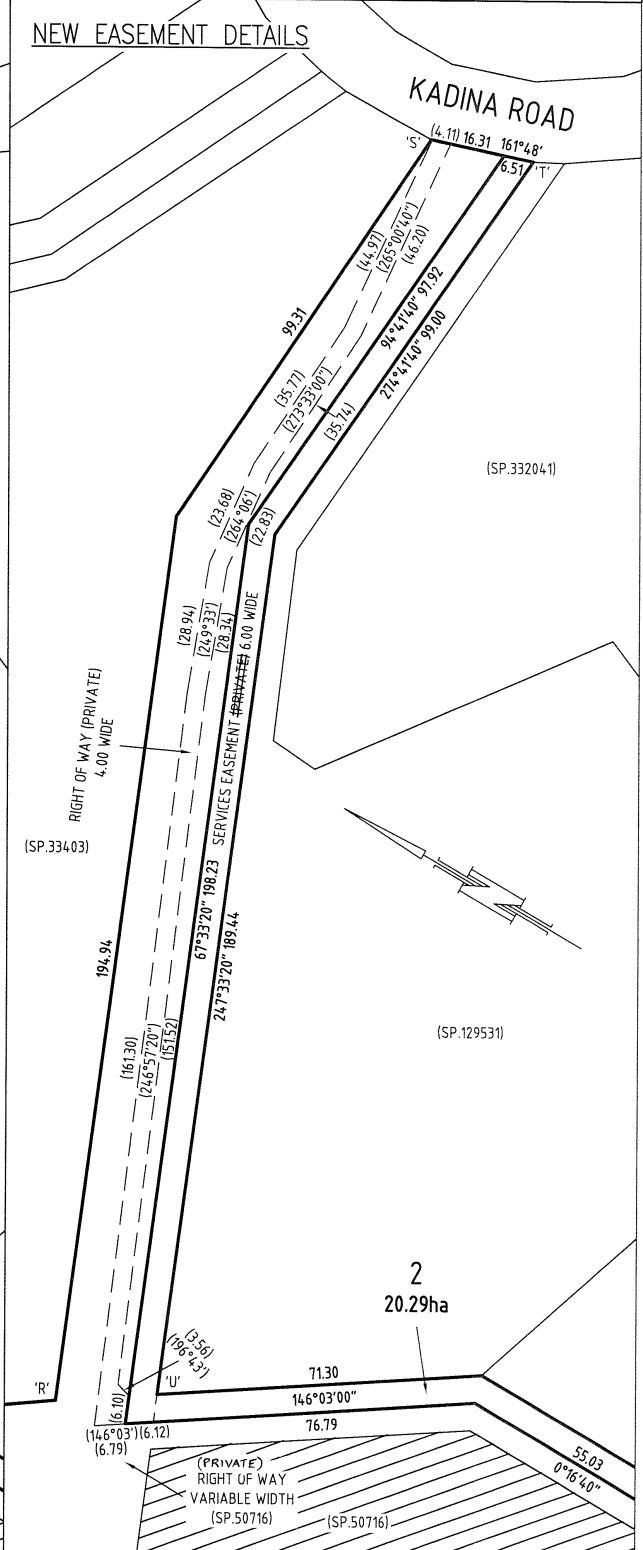 NEW EASEMENT DETAILS
KADINA ROAD
'S'
(4.11) 16.31 161°48'
6.51
'T'
(44.97)
(265°00'40")
(46.20)
99.31
94°41'40" 97.92
274°41'40" 99.00
(35.77)
(273°33'00")
(35.74)
(SP.332041)
(23.68)
(264°06')
(22.83)
(28.94)
(249°33')
(28.34)
SERVICES EASEMENT (PRIVATE) 6.00 WIDE
RIGHT OF WAY (PRIVATE)
4.00 WIDE
(SP.33403)
67°33'20" 198.23
247°33'20" 189.44
194.94
N
(SP.129531)
(161.30)
(246°57'20")
(151.52)
2
20.29ha
(3.56)
(196°43')
'R'
'U'
71.30
146°03'00"
76.79
(6.10)
(146°03')(6.12)
(6.79)
55.03
0°16'40"
(PRIVATE)
RIGHT OF WAY
VARIABLE WIDTH
(SP.50716)
(SP.50716)